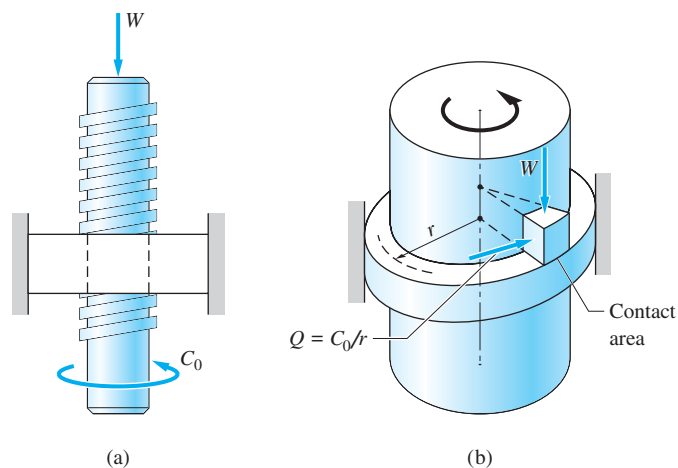 W
C₀
(a)
W
r
Q = C₀/r
Contact
area
(b)